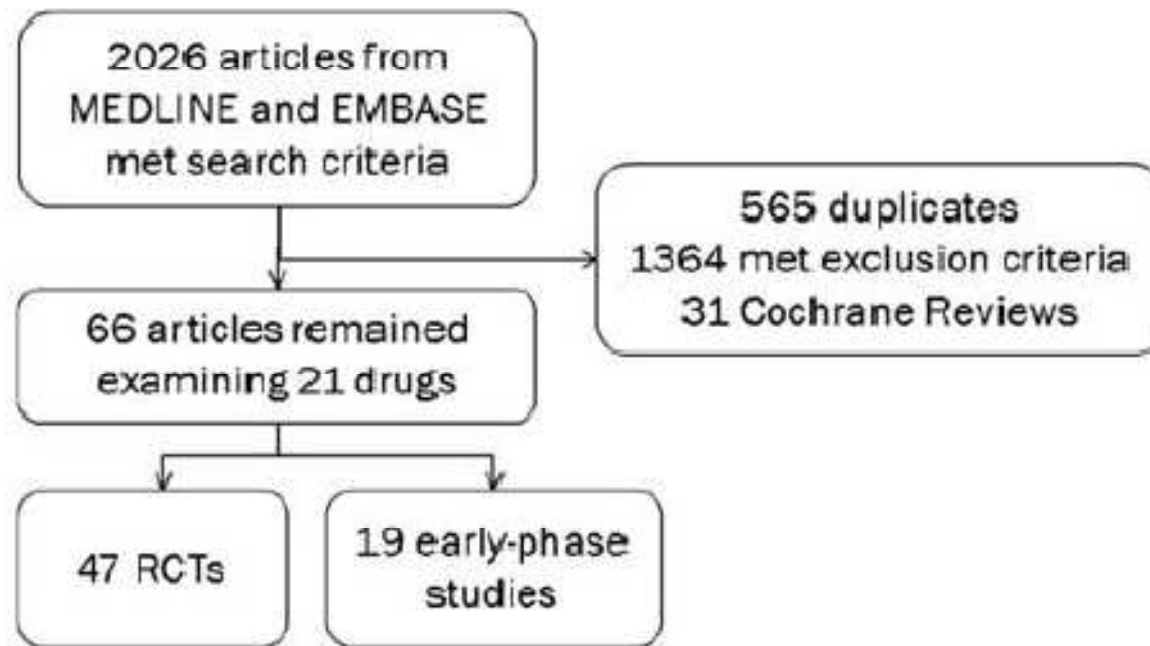 2026 articles from
MEDLINE and EMBASE
met search criteria
565 duplicates
1364 met exclusion criteria
31 Cochrane Reviews
66 articles remained
examining 21 drugs
47 RCTs
19 early-phase
studies